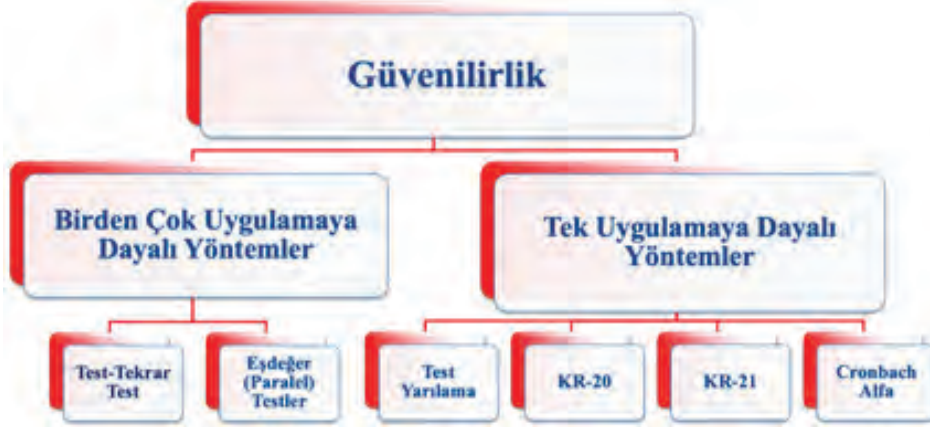 Güvenilirlik
Birden Çok Uygulamaya
Dayalı Yöntemler
Tek Uygulamaya Dayalı
Yöntemler
Test-Tekrar
Test
Eşdeğer
(Paralel)
Testler
Test
Yarılama
KR-20
KR-21
Cronbach
Alfa